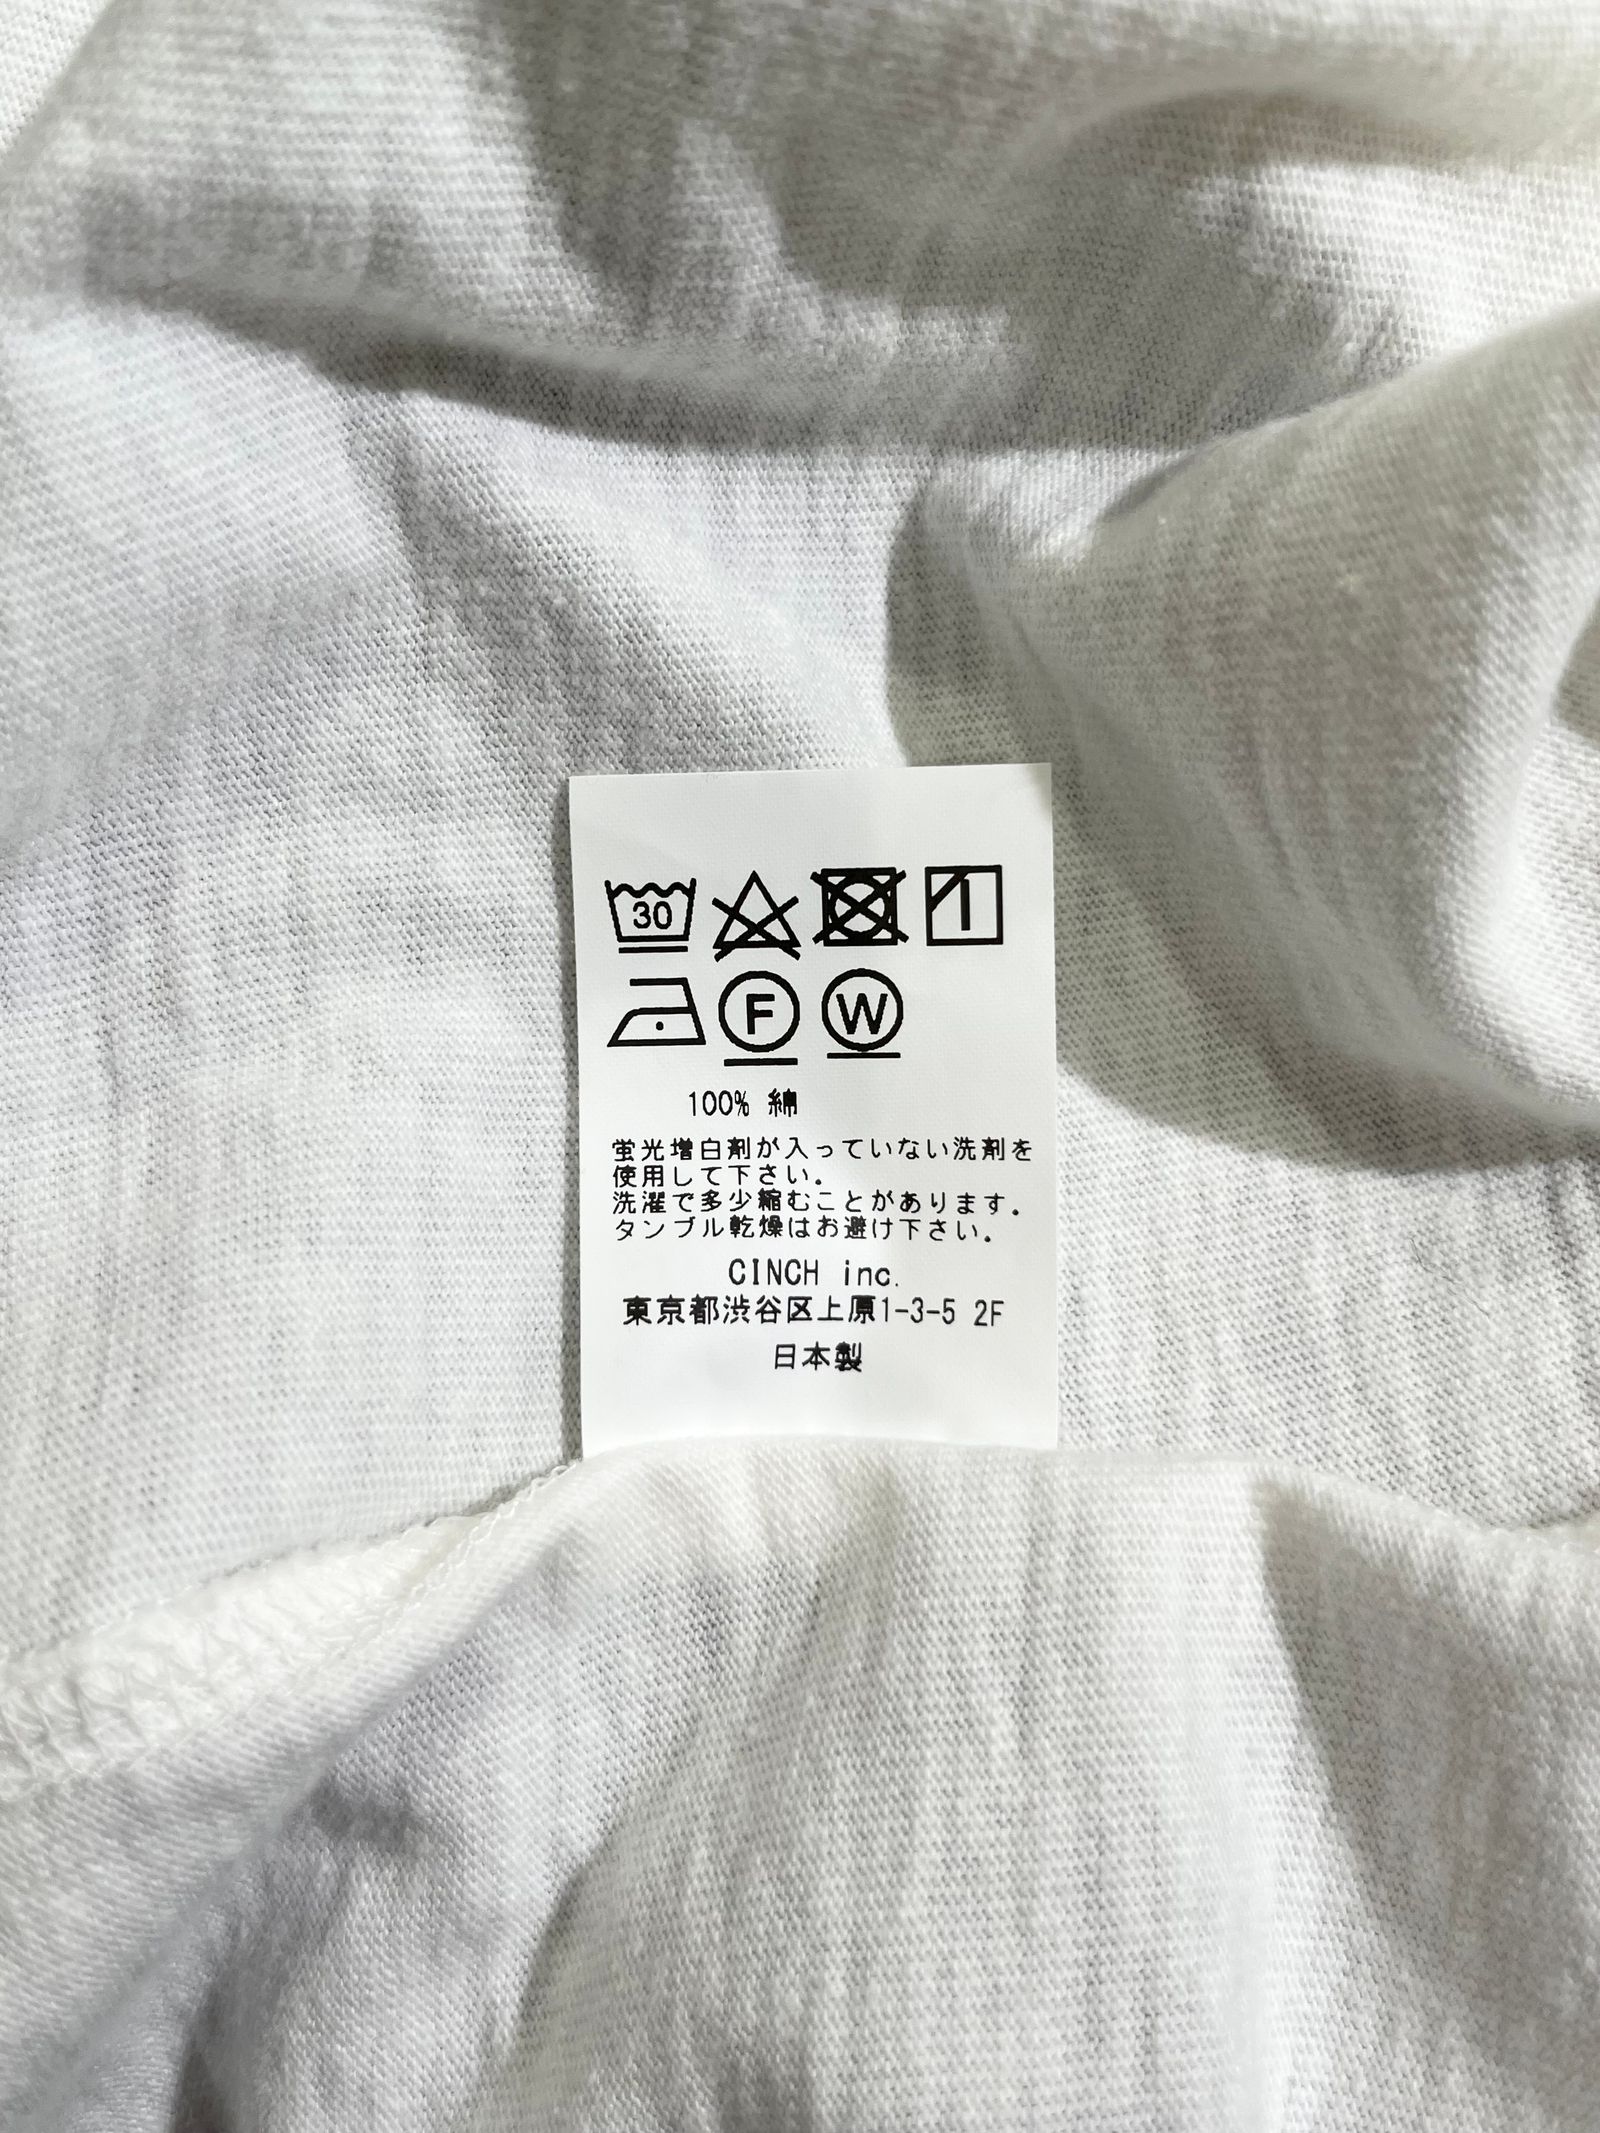 30
F W
100% 綿
蛍光増白剤が入っていない洗剤を
使用して下さい。
洗濯で多少縮むことがあります。
タンブル乾燥はお避け下さい。
CINCH inc.
東京都渋谷区上原1-3-5 2F
日本製